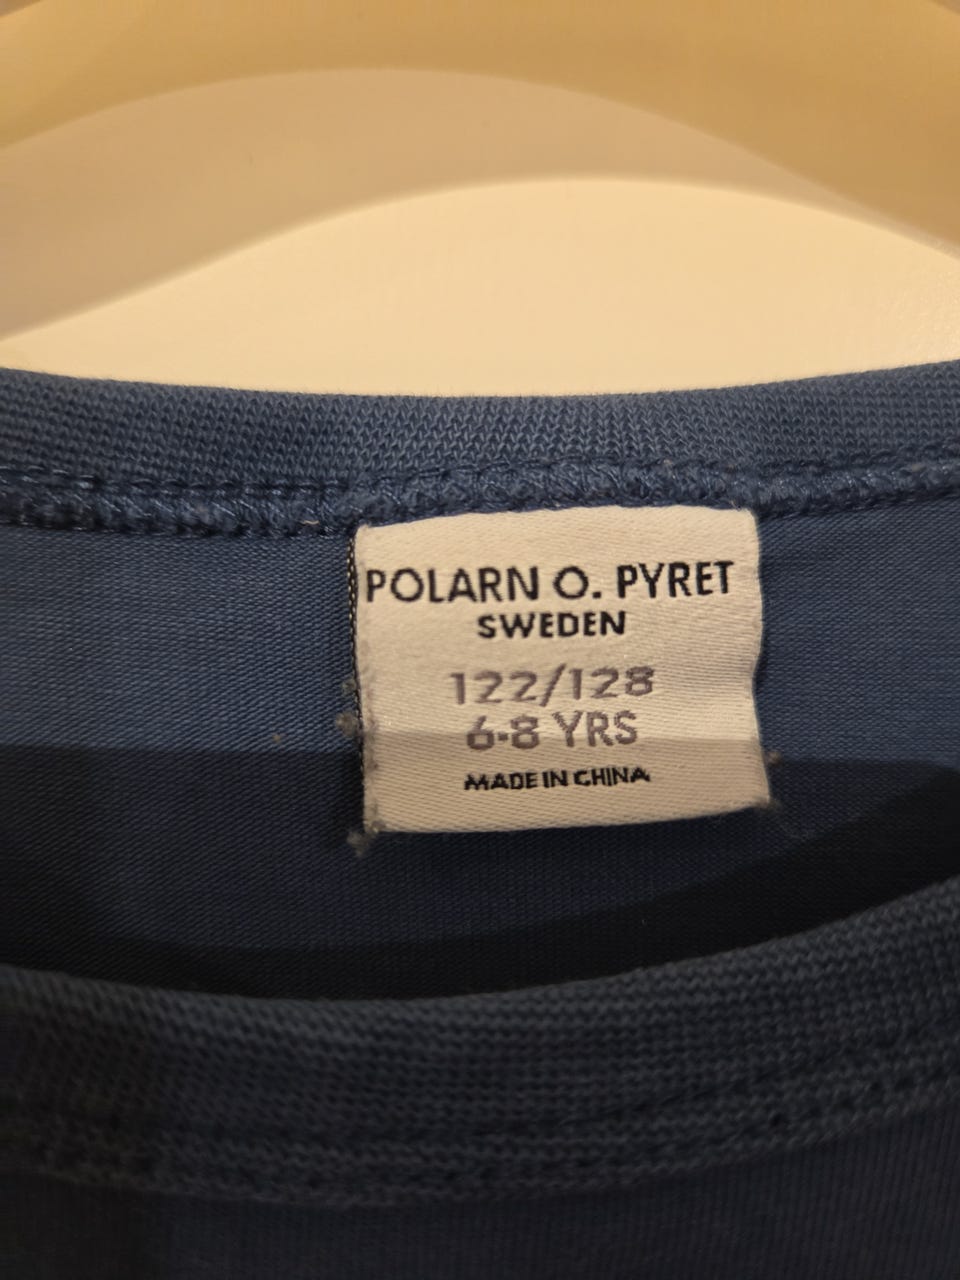 POLARN O. PYRET
SWEDEN
122/128
6-8 YRS
MADE IN CHINA